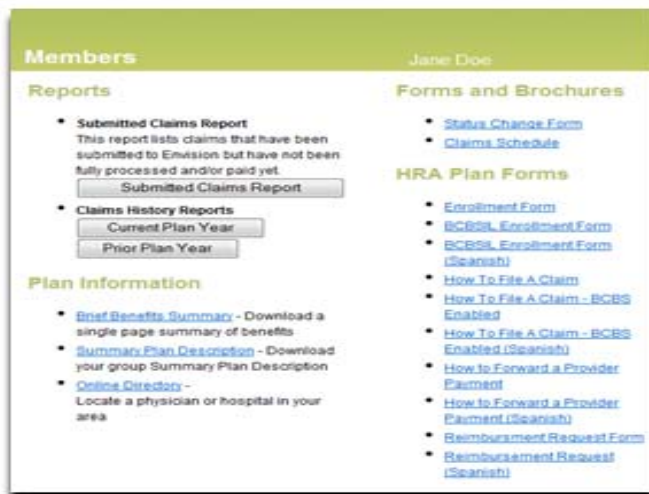 Members
Jane Doe
Reports
Submitted Claims Report
This report lists claims that have been
submitted to Envision but have not been
fully processed and/or paid yet.
Submitted Claims Report
Claims History Reports
Current Plan Year
Prior Plan Year
Plan Information
Brief Benefits Summary - Download a
single page summary of benefits
Summary Plan Description - Download
your group Summary Plan Description
Online Directory -
Locate a physician or hospital in your
area
Forms and Brochures
Status Change Form
Claims Schedule
HRA Plan Forms
Enrollment Form
BCBSIL Enrollment Form
BCBSIL Enrollment Form
(Spanish)
How To File A Claim
How To File A Claim - BCBS
Enabled
How To File A Claim - BCBS
Enabled (Spanish)
How to Forward a Provider
Payment
How to Forward a Provider
Payment (Spanish)
Reimbursment Request Form
Reimbursement Request
(Spanish)